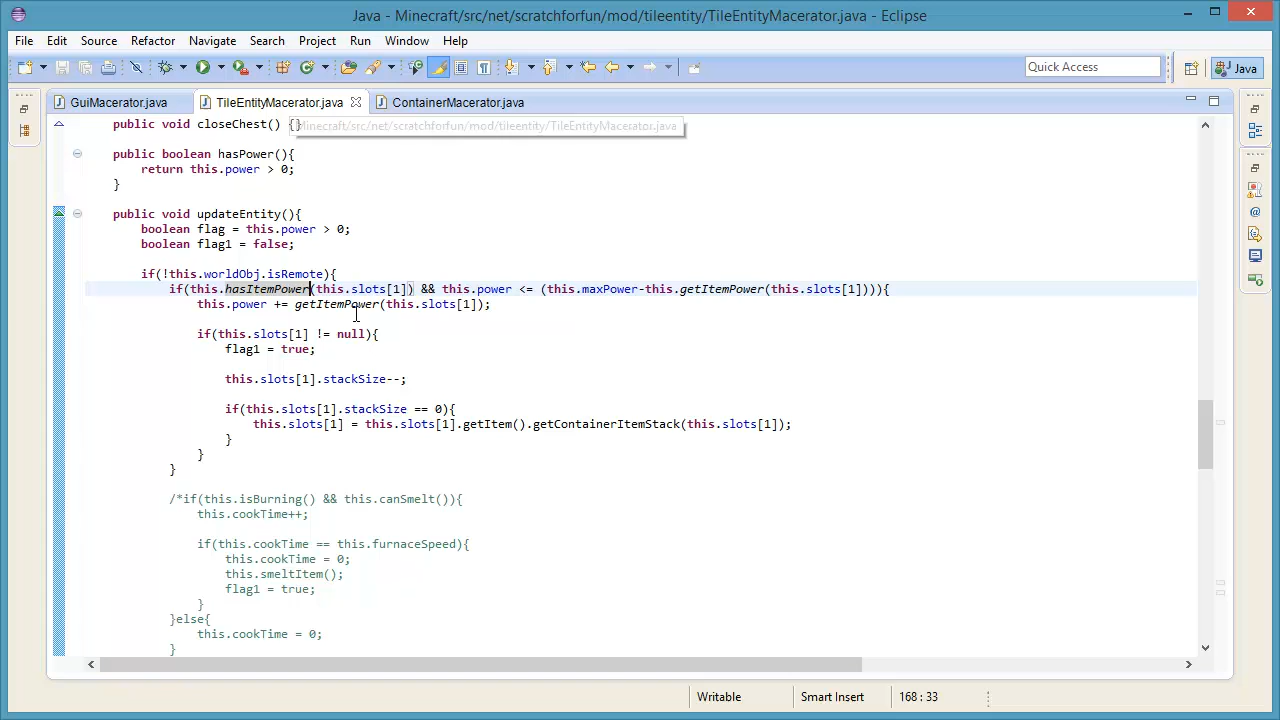 Java - Minecraft/src/net/scratchforfun/mod/tileentity/TileEntityMacerator.java - Eclipse
File Edit Source Refactor Navigate Search Project Run Window Help
Quick Access
Java
GuiMacerator.java
TileEntityMacerator.java
ContainerMacerator.java
public void closeChest() {}
Minecraft/src/net/scratchforfun/mod/tileentity/TileEntityMacerator.java
public boolean hasPower(){
return this.power > 0;
}
public void updateEntity(){
boolean flag = this.power > 0;
boolean flag1 = false;
if(!this.worldObj.isRemote){
if(this.hasItemPower(this.slots[1]) && this.power <= (this.maxPower-this.getItemPower(this.slots[1]))){
this.power += getItemPower(this.slots[1]);
if(this.slots[1] != null){
flag1 = true;
this.slots[1].stackSize--;
if(this.slots[1].stackSize == 0){
this.slots[1] = this.slots[1].getItem().getContainerItemStack(this.slots[1]);
}
}
}
/*if(this.isBurning() && this.canSmelt()){
this.cookTime++;
if(this.cookTime == this.furnaceSpeed){
this.cookTime = 0;
this.smeltItem();
flag1 = true;
}
}else{
this.cookTime = 0;
}
Writable
Smart Insert
168 : 33